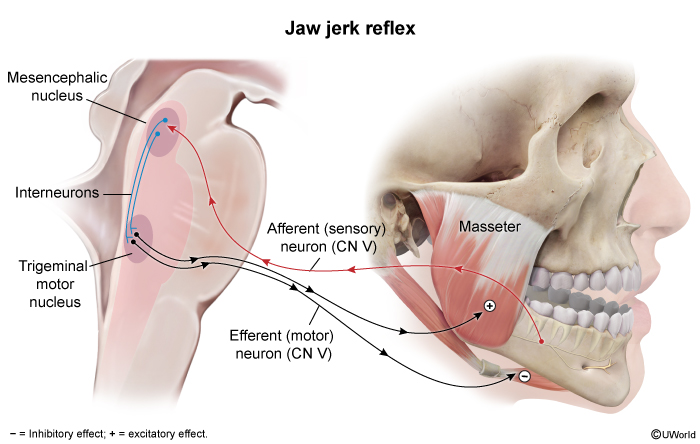 Jaw jerk reflex
Mesencephalic
nucleus
Interneurons
Trigeminal
motor
nucleus
Afferent (sensory)
neuron (CN V)
Masseter
Efferent (motor)
neuron (CN V)
+
−
− = Inhibitory effect; + = excitatory effect.
©UWorld